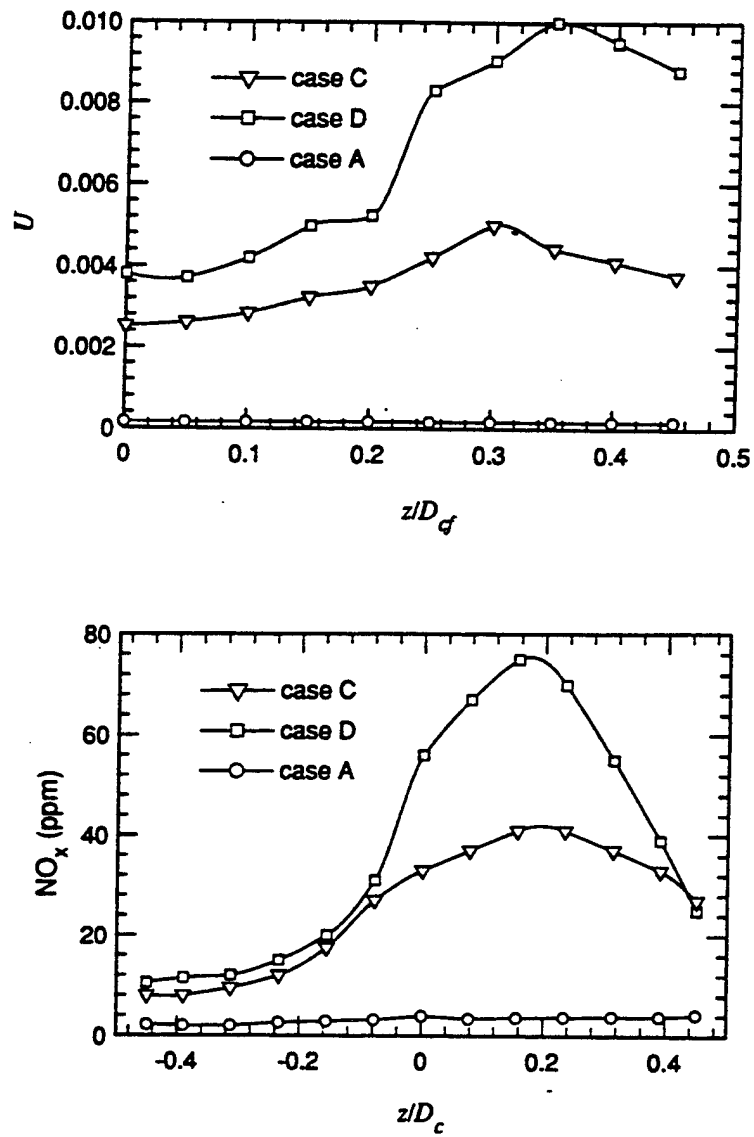 0.010
0.008
0.006
0.004
0.002
0
U
case C
case D
case A
0 0.1 0.2 0.3 0.4 0.5
z/D_cf
80
60
40
20
0
NO_x (ppm)
case C
case D
case A
-0.4 -0.2 0 0.2 0.4
z/D_c